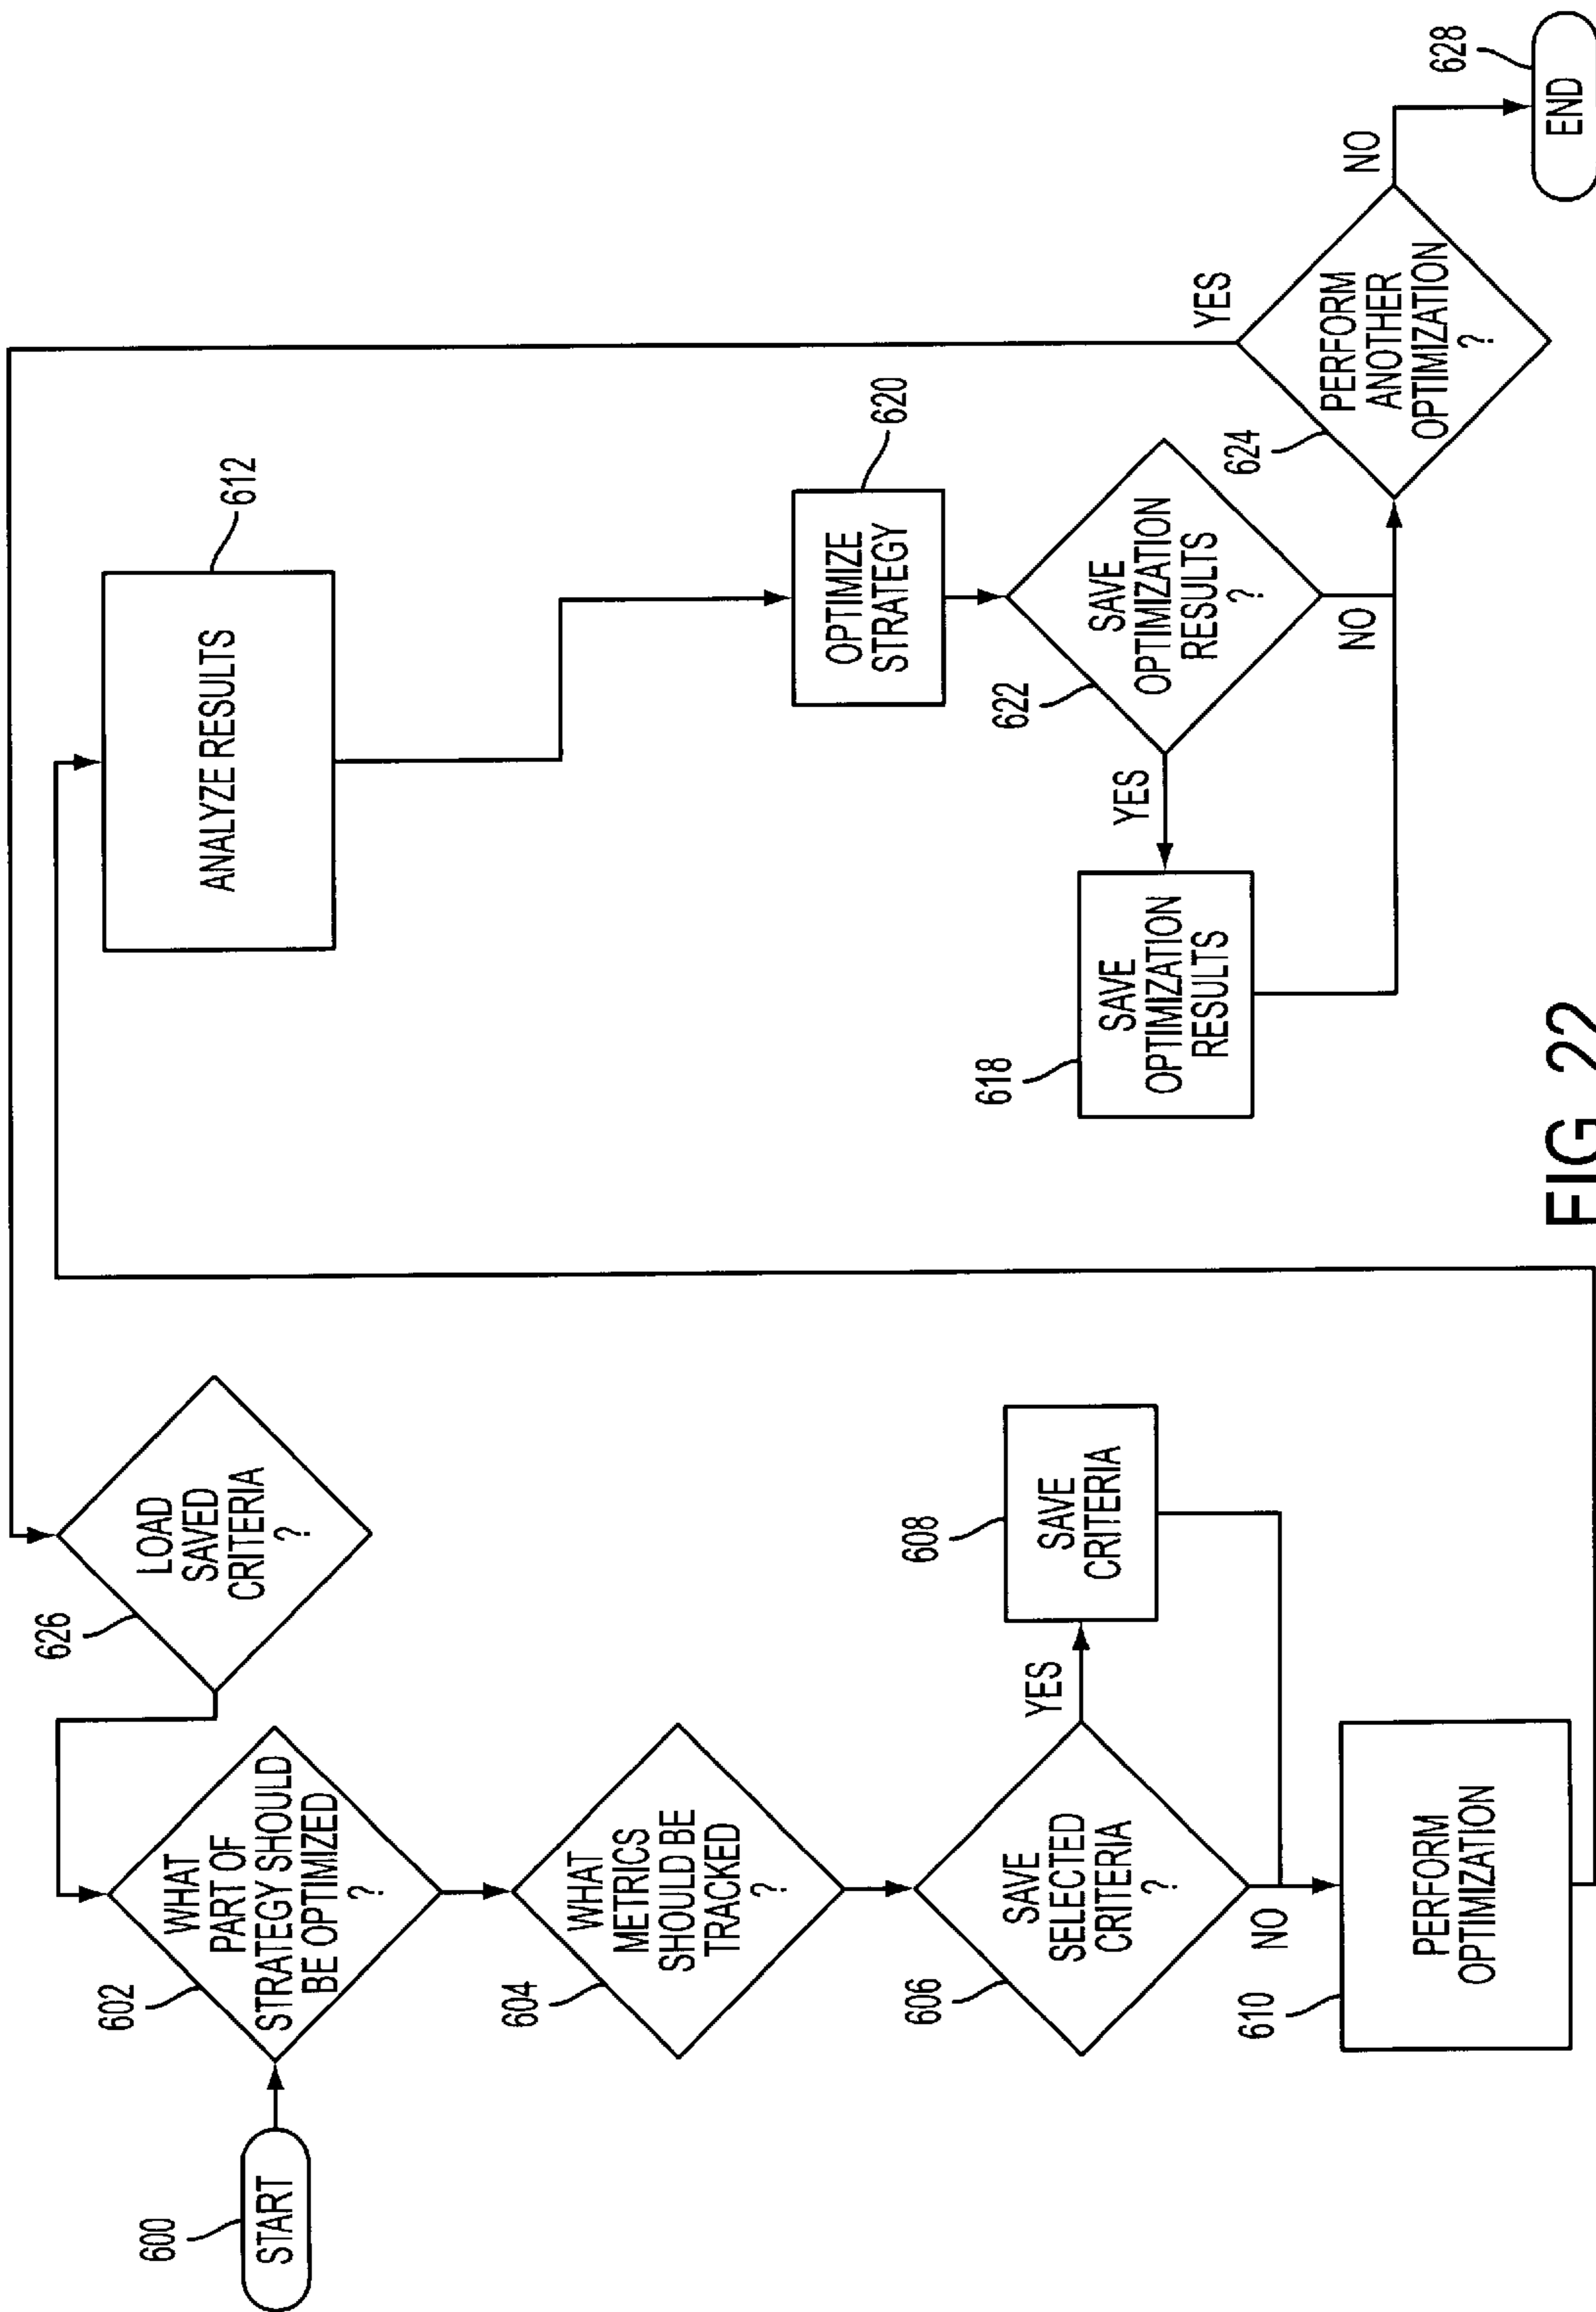 600
START
602
WHAT
PART OF
STRATEGY SHOULD
BE OPTIMIZED
?
626
LOAD
SAVED
CRITERIA
?
604
WHAT
METRICS
SHOULD BE
TRACKED
?
606
SAVE
SELECTED
CRITERIA
?
YES
NO
608
SAVE
CRITERIA
610
PERFORM
OPTIMIZATION
612
ANALYZE RESULTS
620
OPTIMIZE
STRATEGY
622
SAVE
OPTIMIZATION
RESULTS
?
YES
NO
618
SAVE
OPTIMIZATION
RESULTS
624
PERFORM
ANOTHER
OPTIMIZATION
?
YES
NO
628
END
FIG. 22